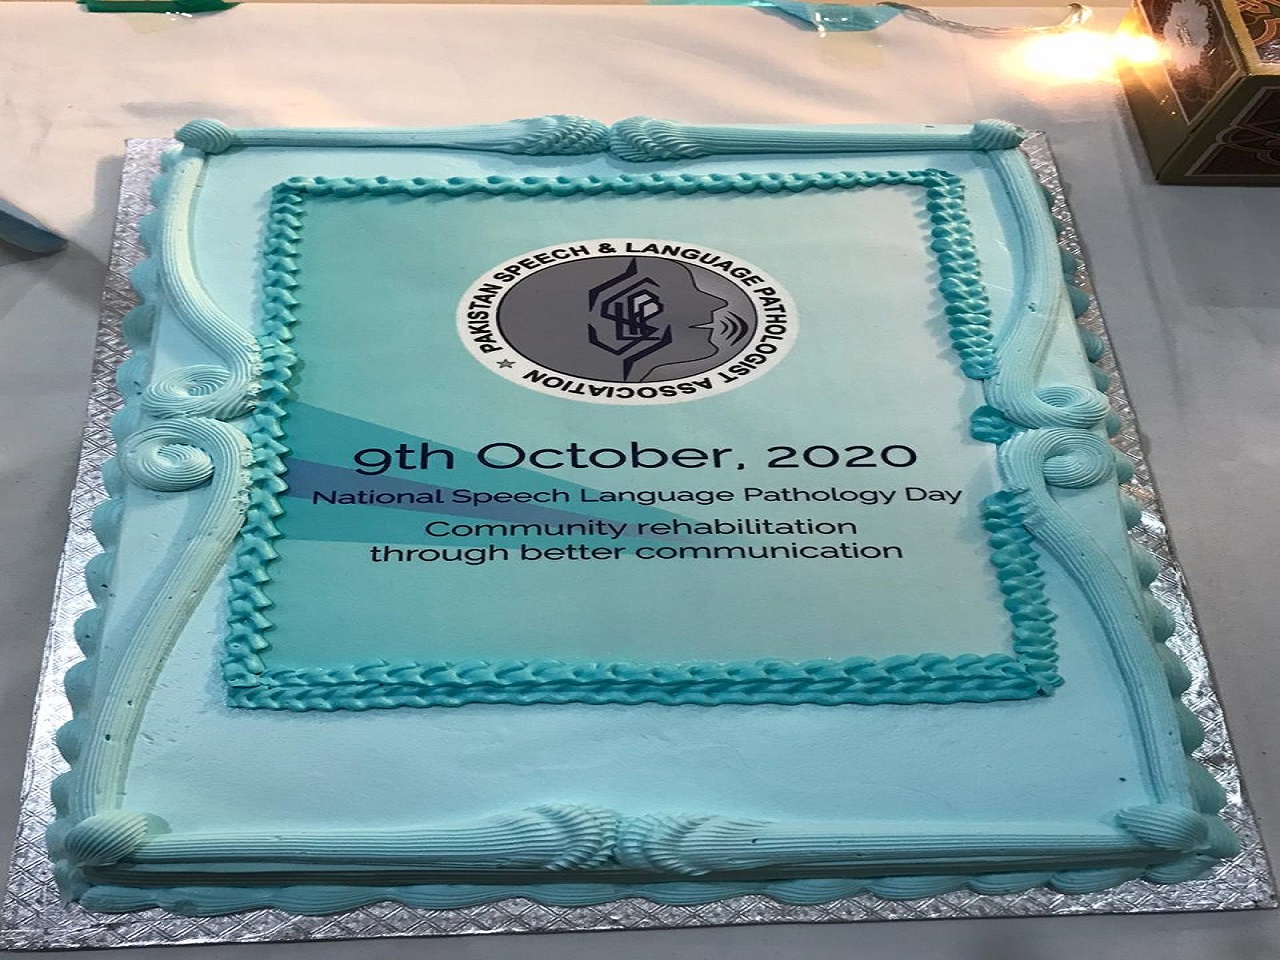 PAKISTAN SPEECH & LANGUAGE PATHOLOGIST ASSOCIATION
9th October, 2020
National Speech Language Pathology Day
Community rehabilitation
through better communication